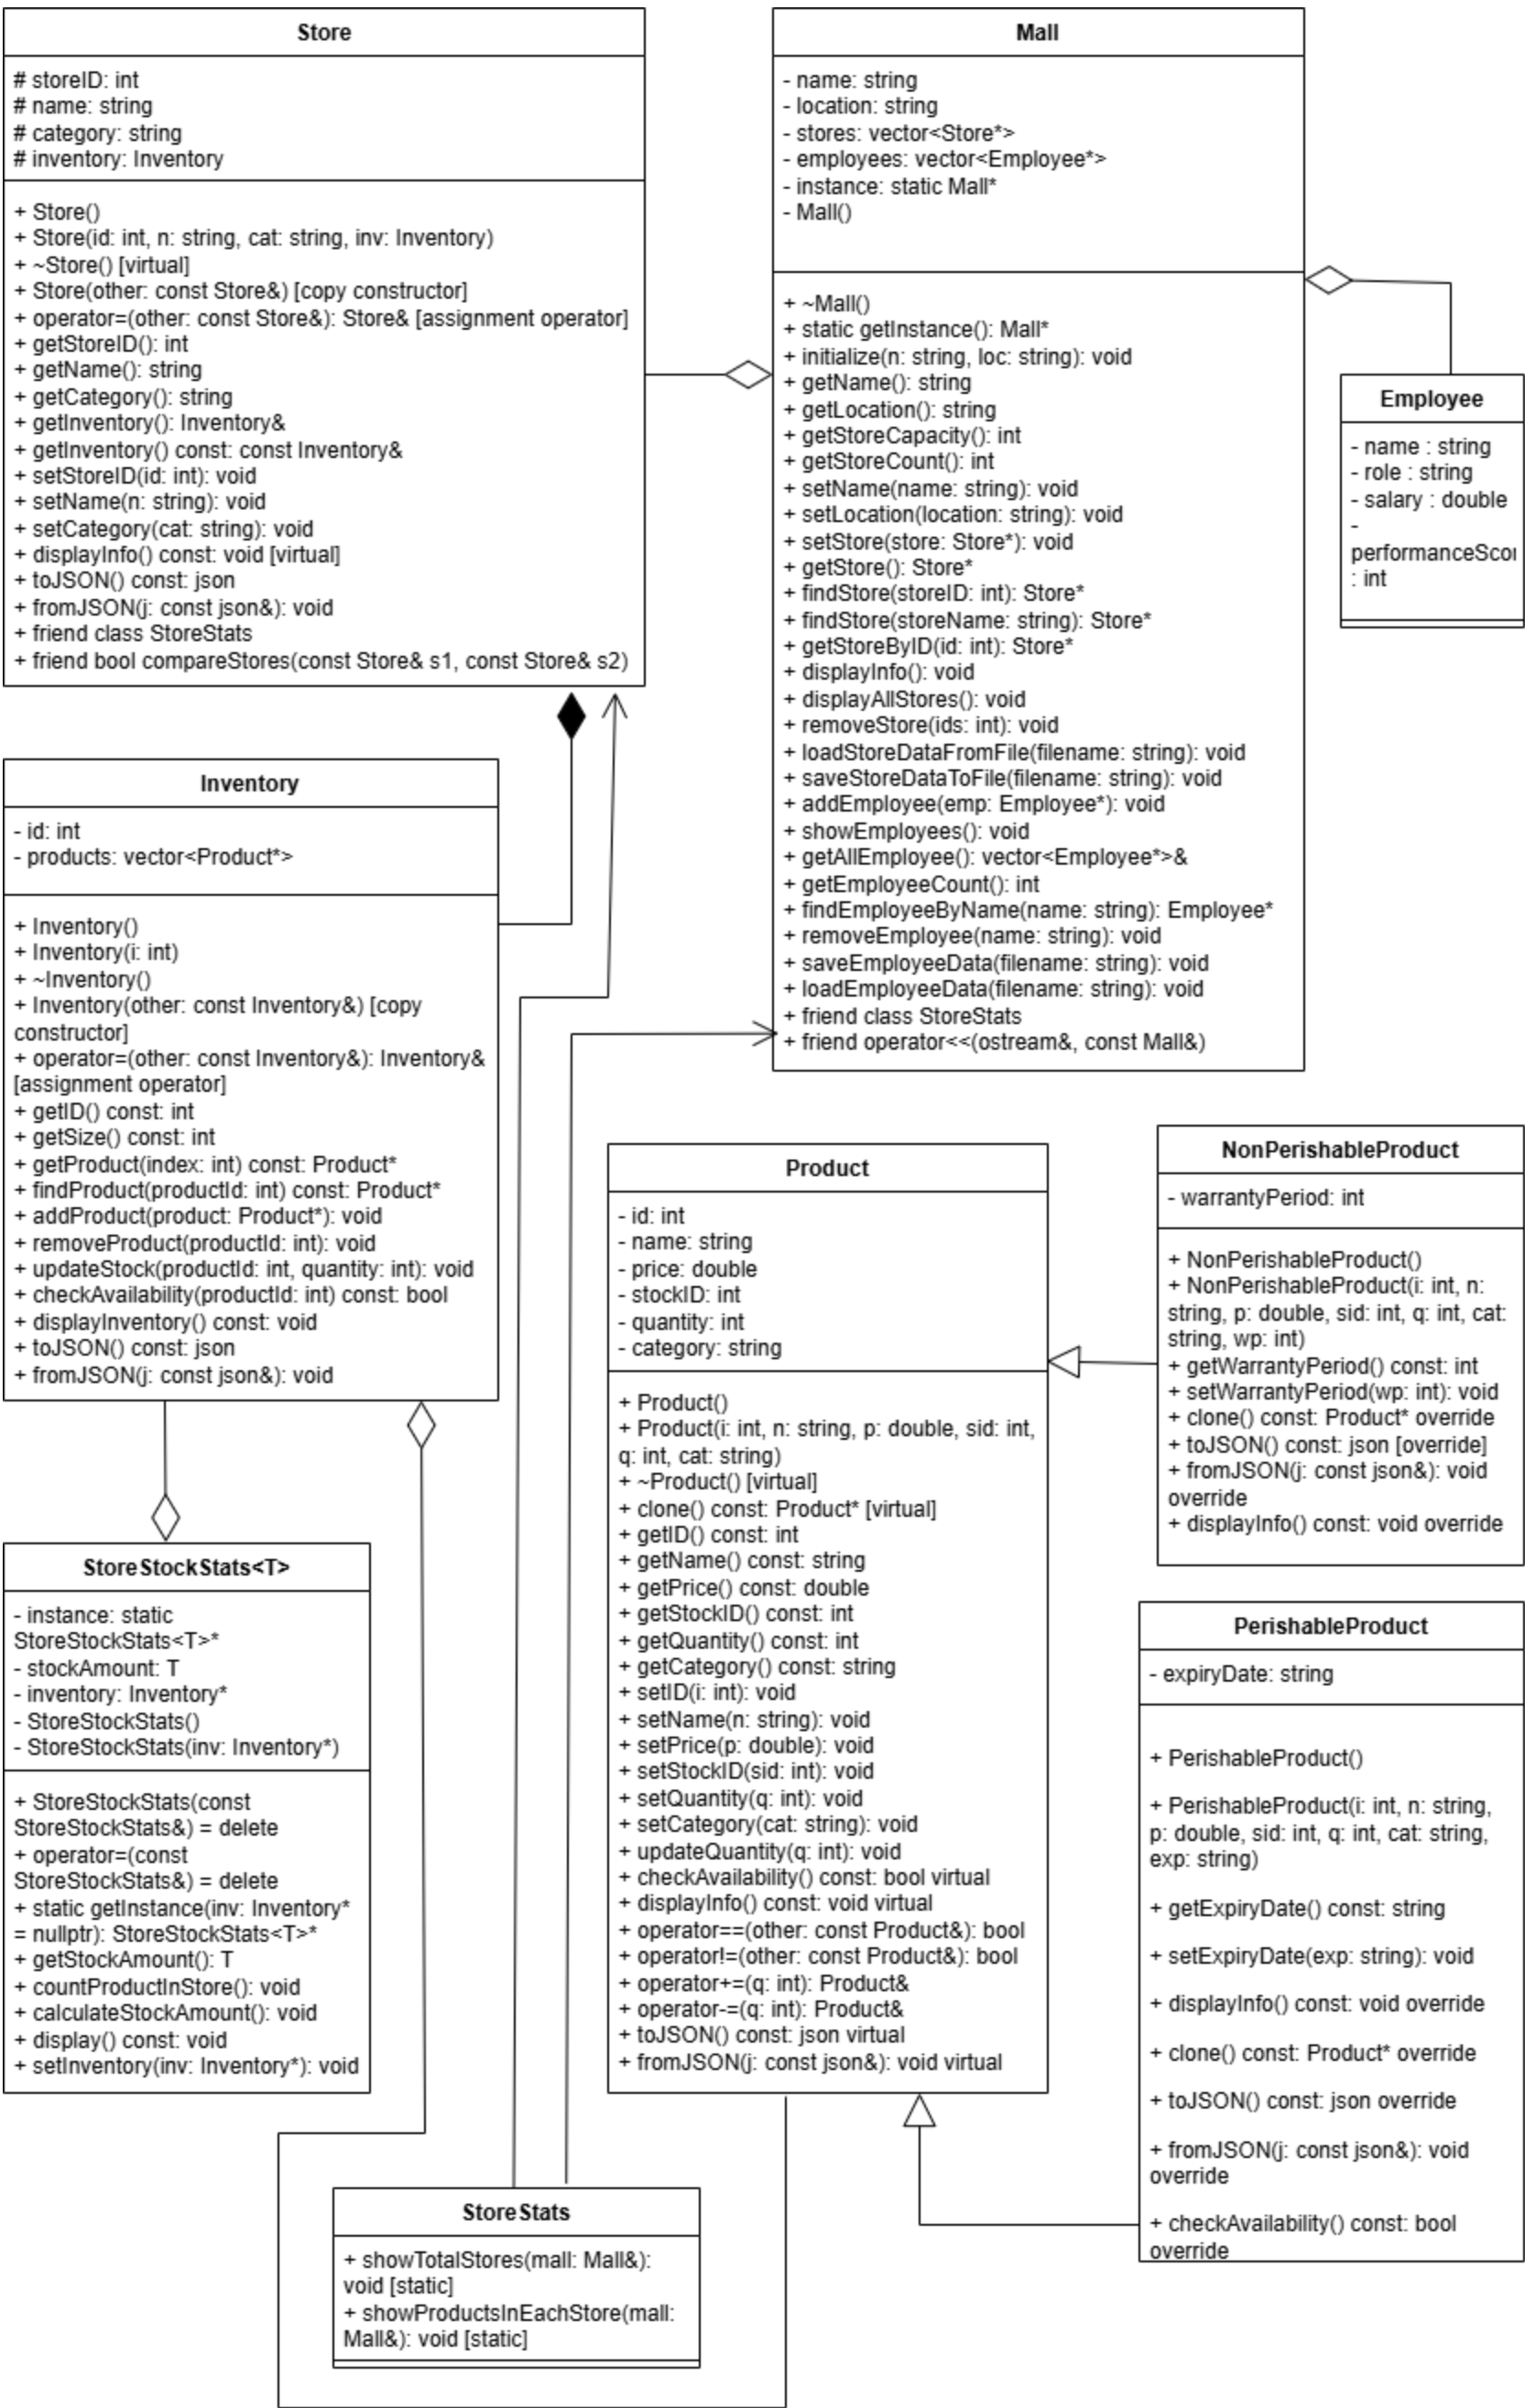 Store
# storeID: int
# name: string
# category: string
# inventory: Inventory
+ Store()
+ Store(id: int, n: string, cat: string, inv: Inventory)
+ ~Store() [virtual]
+ Store(other: const Store&) [copy constructor]
+ operator=(other: const Store&): Store& [assignment operator]
+ getStoreID(): int
+ getName(): string
+ getCategory(): string
+ getInventory(): Inventory&
+ getInventory() const: const Inventory&
+ setStoreID(id: int): void
+ setName(n: string): void
+ setCategory(cat: string): void
+ displayInfo() const: void [virtual]
+ toJSON() const: json
+ fromJSON(j: const json&): void
+ friend class StoreStats
+ friend bool compareStores(const Store& s1, const Store& s2)
Mall
- name: string
- location: string
- stores: vector<Store*>
- employees: vector<Employee*>
- instance: static Mall*
- Mall()
+ ~Mall()
+ static getInstance(): Mall*
+ initialize(n: string, loc: string): void
+ getName(): string
+ getLocation(): string
+ getStoreCapacity(): int
+ getStoreCount(): int
+ setName(name: string): void
+ setLocation(location: string): void
+ setStore(store: Store*): void
+ getStore(): Store*
+ findStore(storeID: int): Store*
+ findStore(storeName: string): Store*
+ getStoreByID(id: int): Store*
+ displayInfo(): void
+ displayAllStores(): void
+ removeStore(ids: int): void
+ loadStoreDataFromFile(filename: string): void
+ saveStoreDataToFile(filename: string): void
+ addEmployee(emp: Employee*): void
+ showEmployees(): void
+ getAllEmployee(): vector<Employee*>&
+ getEmployeeCount(): int
+ findEmployeeByName(name: string): Employee*
+ removeEmployee(name: string): void
+ saveEmployeeData(filename: string): void
+ loadEmployeeData(filename: string): void
+ friend class StoreStats
+ friend operator<<(ostream&, const Mall&)
Employee
- name : string
- role : string
- salary : double
-
: int
Inventory
- id: int
- products: vector<Product*>
+ Inventory()
+ Inventory(i: int)
+ ~Inventory()
+ Inventory(other: const Inventory&) [copy
constructor]
+ operator=(other: const Inventory&): Inventory&
[assignment operator]
+ getID() const: int
+ getSize() const: int
+ getProduct(index: int) const: Product*
+ findProduct(productId: int) const: Product*
+ addProduct(product: Product*): void
+ removeProduct(productId: int): void
+ updateStock(productId: int, quantity: int): void
+ checkAvailability(productId: int) const: bool
+ displayInventory() const: void
+ toJSON() const: json
+ fromJSON(j: const json&): void
Product
- id: int
- name: string
- price: double
- stockID: int
- quantity: int
- category: string
+ Product()
+ Product(i: int, n: string, p: double, sid: int,
q: int, cat: string)
+ ~Product() [virtual]
+ clone() const: Product* [virtual]
+ getID() const: int
+ getName() const: string
+ getPrice() const: double
+ getStockID() const: int
+ getQuantity() const: int
+ getCategory() const: string
+ setID(i: int): void
+ setName(n: string): void
+ setPrice(p: double): void
+ setStockID(sid: int): void
+ setQuantity(q: int): void
+ setCategory(cat: string): void
+ updateQuantity(q: int): void
+ checkAvailability() const: bool virtual
+ displayInfo() const: void virtual
+ operator==(other: const Product&): bool
+ operator!=(other: const Product&): bool
+ operator+=(q: int): Product&
+ operator-=(q: int): Product&
+ toJSON() const: json virtual
+ fromJSON(j: const json&): void virtual
NonPerishableProduct
- warrantyPeriod: int
+ NonPerishableProduct()
+ NonPerishableProduct(i: int, n:
string, p: double, sid: int, q: int, cat:
string, wp: int)
+ getWarrantyPeriod() const: int
+ setWarrantyPeriod(wp: int): void
+ clone() const: Product* override
+ toJSON() const: json [override]
+ fromJSON(j: const json&): void
override
+ displayInfo() const: void override
StoreStockStats<T>
- instance: static
StoreStockStats<T>*
- stockAmount: T
- inventory: Inventory*
- StoreStockStats()
- StoreStockStats(inv: Inventory*)
+ StoreStockStats(const
StoreStockStats&) = delete
+ operator=(const
StoreStockStats&) = delete
+ static getInstance(inv: Inventory*
= nullptr): StoreStockStats<T>*
+ getStockAmount(): T
+ countProductInStore(): void
+ calculateStockAmount(): void
+ display() const: void
+ setInventory(inv: Inventory*): void
PerishableProduct
- expiryDate: string
+ PerishableProduct()
+ PerishableProduct(i: int, n: string,
p: double, sid: int, q: int, cat: string,
exp: string)
+ getExpiryDate() const: string
+ setExpiryDate(exp: string): void
+ displayInfo() const: void override
+ clone() const: Product* override
+ toJSON() const: json override
+ fromJSON(j: const json&): void
override
+ checkAvailability() const: bool
override
StoreStats
+ showTotalStores(mall: Mall&):
void [static]
+ showProductsInEachStore(mall:
Mall&): void [static]